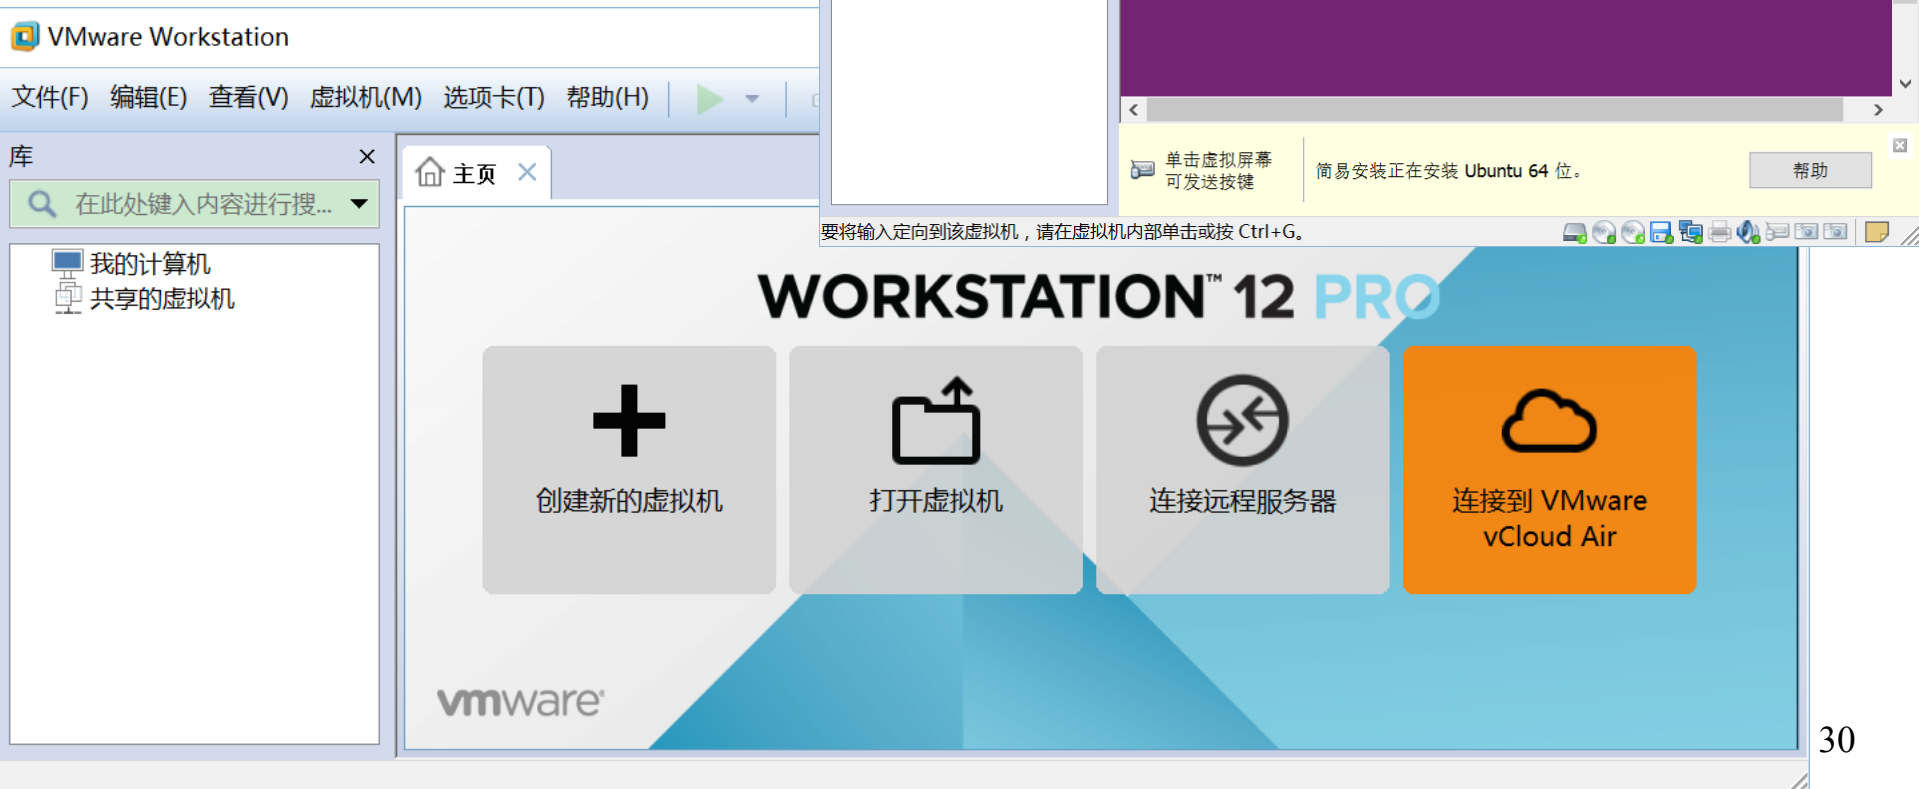 VMware Workstation
文件(F) 编辑(E) 查看(V) 虚拟机(M) 选项卡(T) 帮助(H)
库
主页
在此处键入内容进行搜...
我的计算机
共享的虚拟机
单击虚拟屏幕
可发送按键
简易安装正在安装 Ubuntu 64 位。
帮助
要将输入定向到该虚拟机，请在虚拟机内部单击或按 Ctrl+G。
WORKSTATION™ 12 PRO
创建新的虚拟机
打开虚拟机
连接远程服务器
连接到 VMware
vCloud Air
vmware®
30